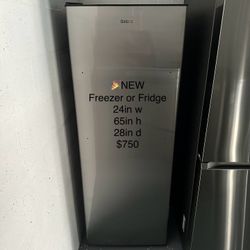 🎉NEW
Freezer or Fridge
24in w
65in h
28in d
$750